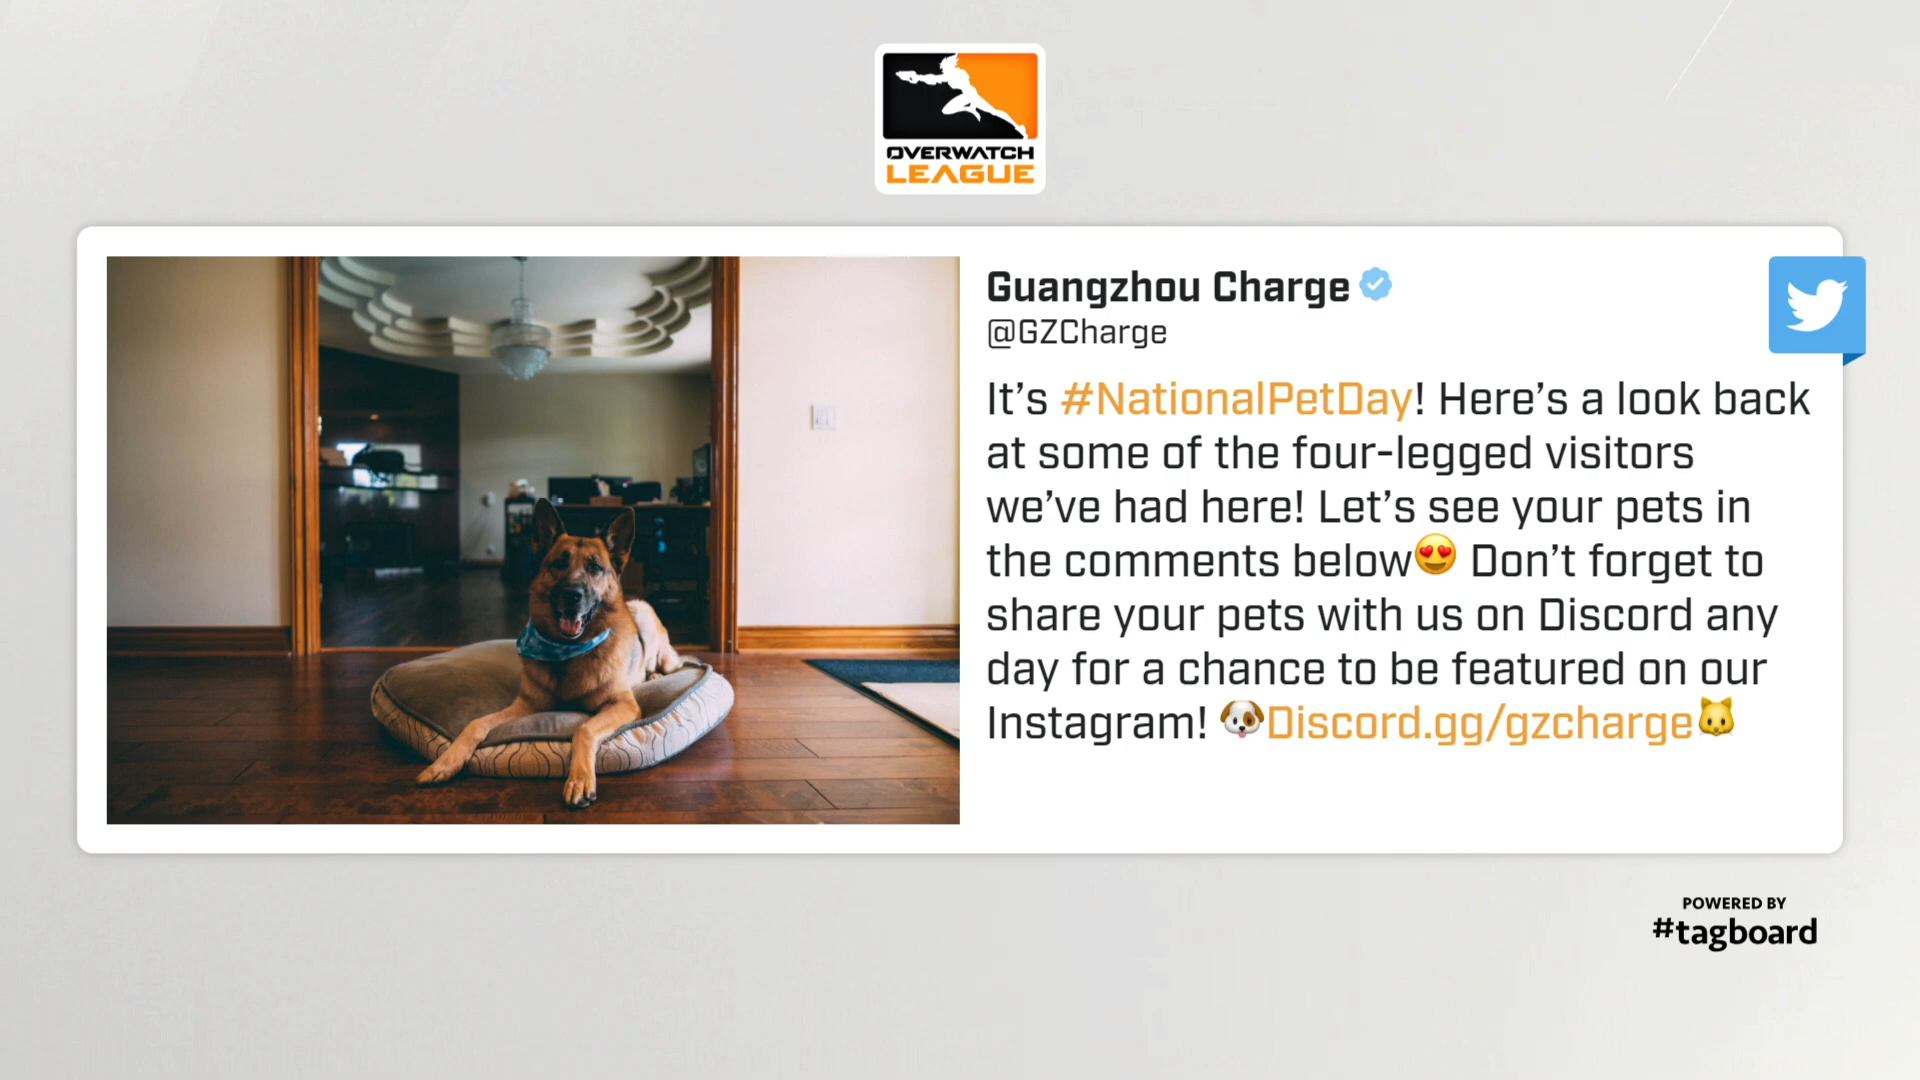 OVERWATCH
LEAGUE
Guangzhou Charge
@GZCharge
It’s #NationalPetDay! Here’s a look back
at some of the four-legged visitors
we’ve had here! Let’s see your pets in
the comments below😍 Don’t forget to
share your pets with us on Discord any
day for a chance to be featured on our
Instagram! 🐶Discord.gg/gzcharge🐱
POWERED BY
#tagboard